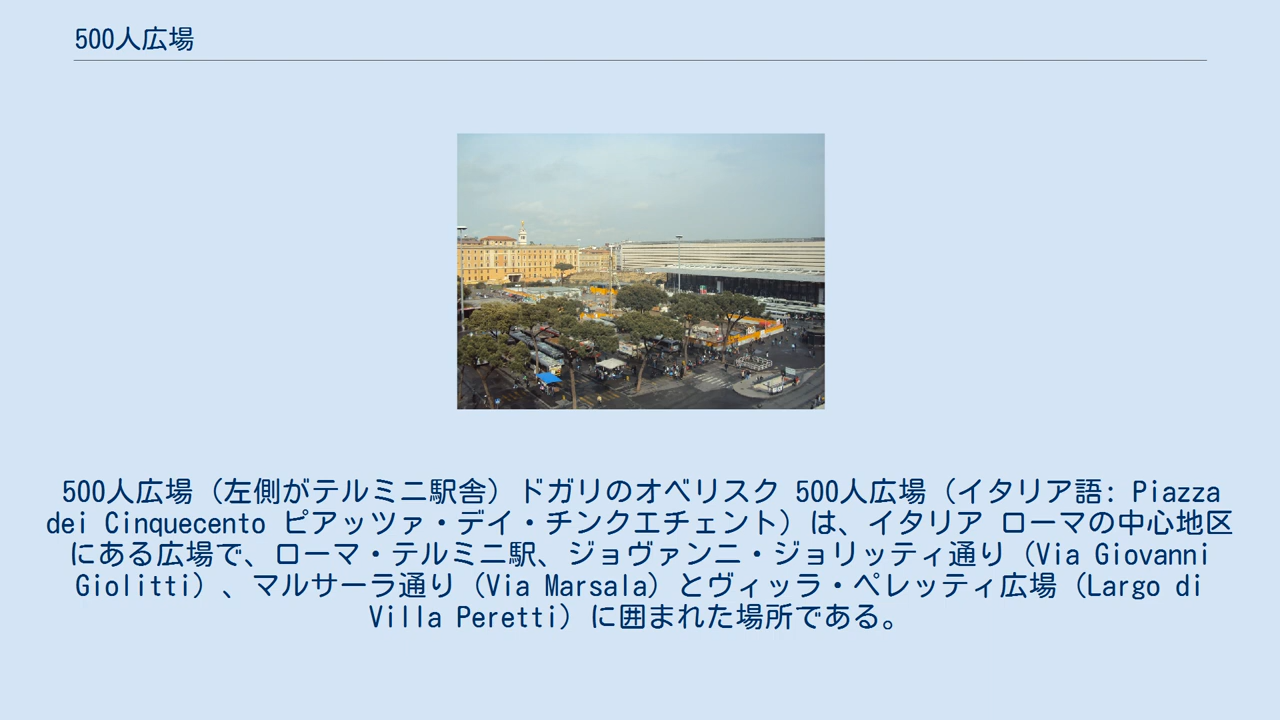 500人広場
500人広場（左側がテルミニ駅舎）ドガリのオベリスク 500人広場（イタリア語: Piazza
dei Cinquecento ピアッツァ・デイ・チンクエチェント）は、イタリア ローマの中心地区
にある広場で、ローマ・テルミニ駅、ジョヴァンニ・ジョリッティ通り（Via Giovanni
Giolitti）、マルサーラ通り（Via Marsala）とヴィッラ・ペレッティ広場（Largo di
Villa Peretti）に囲まれた場所である。